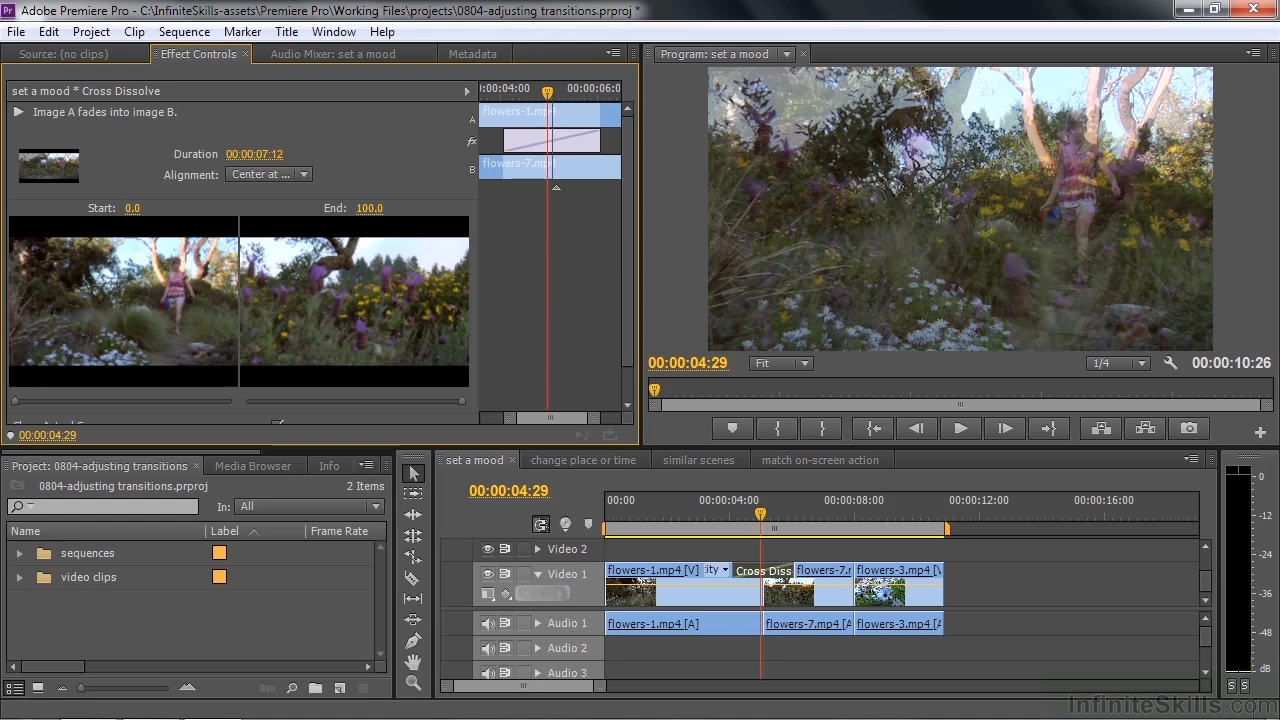 Adobe Premiere Pro - C:\InfiniteSkills-assets\Premiere Pro\Working Files\projects\0804-adjusting transitions.prproj *
File Edit Project Clip Sequence Marker Title Window Help
Source: (no clips) Effect Controls Audio Mixer: set a mood Metadata
Program: set a mood
set a mood * Cross Dissolve
):00:04:00 00:00:06:0
Image A fades into image B.
A flowers-1.mp4
fx
Duration 00:00:07:12
B flowers-7.mp4
Alignment: Center at ...
Start: 0.0 End: 100.0
00:00:04:29 Fit 1/4 00:00:10:26
00:00:04:29
Project: 0804-adjusting transitions Media Browser Info
0804-adjusting transitions.prproj 2 Items
In: All
Name Label Frame Rate
sequences
video clips
set a mood change place or time similar scenes match on-screen action
00:00:04:29 00:00 00:00:04:00 00:00:08:00 00:00:12:00 00:00:16:00
Video 2
Video 1 flowers-1.mp4 [V] ity Cross Diss flowers-7.r flowers-3.mp4 [V
Audio 1 flowers-1.mp4 [A] flowers-7.mp4 [A flowers-3.mp4 [A
Audio 2
Audio 3
0
-12
-24
-36
-48
dB
S S
InfiniteSkills.com